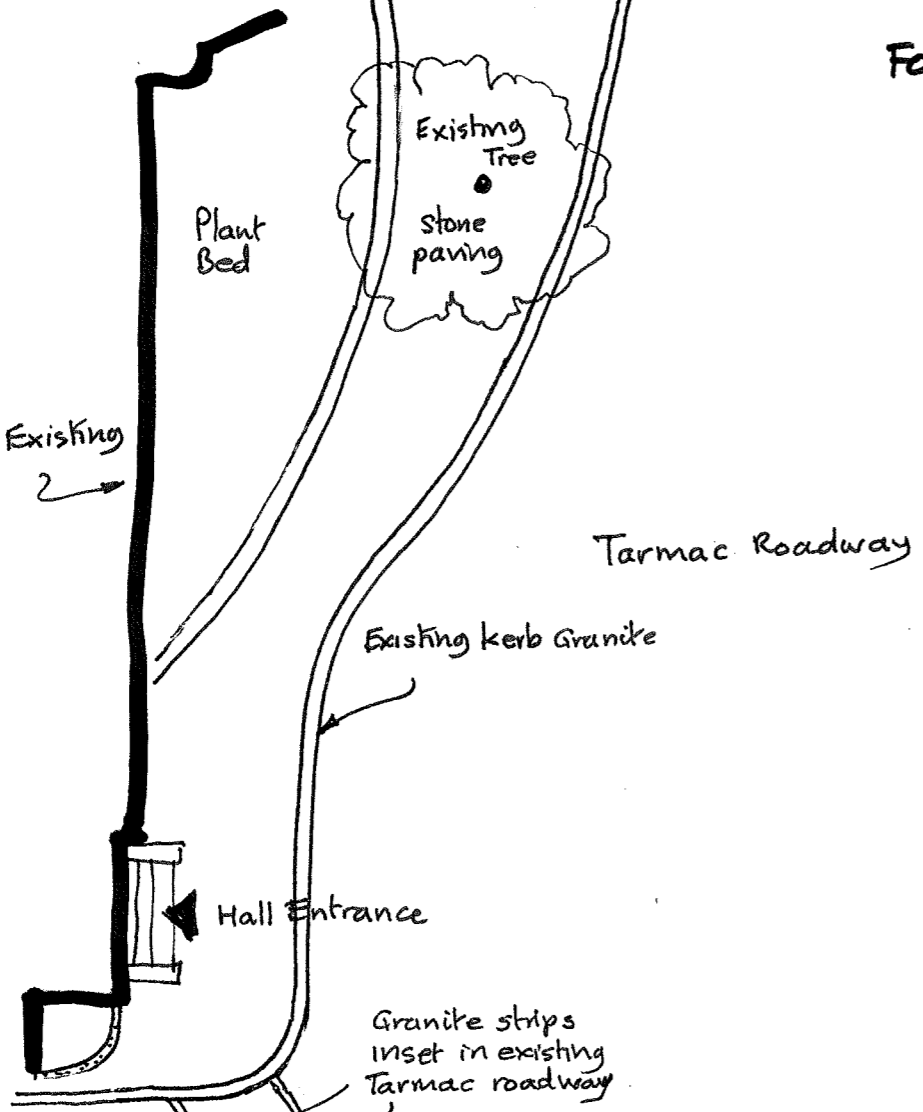 Fo
Existing
Tree
Plant
Bed
Stone
paving
Existing
Tarmac Roadway
Existing kerb Granite
Hall Entrance
Granite strips
inset in existing
Tarmac roadway